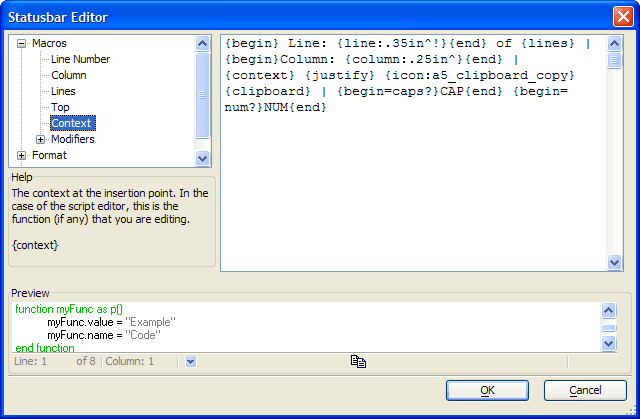 Statusbar Editor
Macros
Line Number
Column
Lines
Top
Context
Modifiers
Format
{begin} Line: {line:.35in^!}{end} of {lines} |
{begin}Column: {column:.25in^}{end} |
{context} {justify} {icon:a5_clipboard_copy}
{clipboard} | {begin=caps?}CAP{end} {begin=
num?}NUM{end}
Help
The context at the insertion point. In the
case of the script editor, this is the
function (if any) that you are editing.
{context}
Preview
function myFunc as p()
myFunc.value = "Example"
myFunc.name = "Code"
end function
Line: 1 of 8 Column: 1
OK Cancel